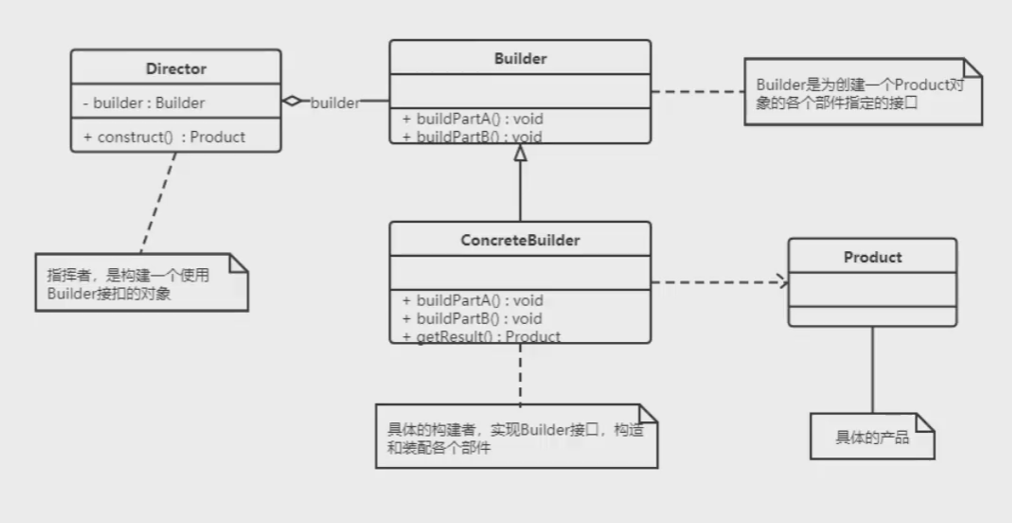 Director
- builder : Builder
+ construct() : Product
builder
Builder
+ buildPartA() : void
+ buildPartB() : void
Builder是为创建一个Product对
象的各个部件指定的接口
指挥者，是构建一个使用
Builder接扣的对象
ConcreteBuilder
+ buildPartA() : void
+ buildPartB() : void
+ getResult() : Product
Product
具体的构建者，实现Builder接口，构造
和装配各个部件
具体的产品